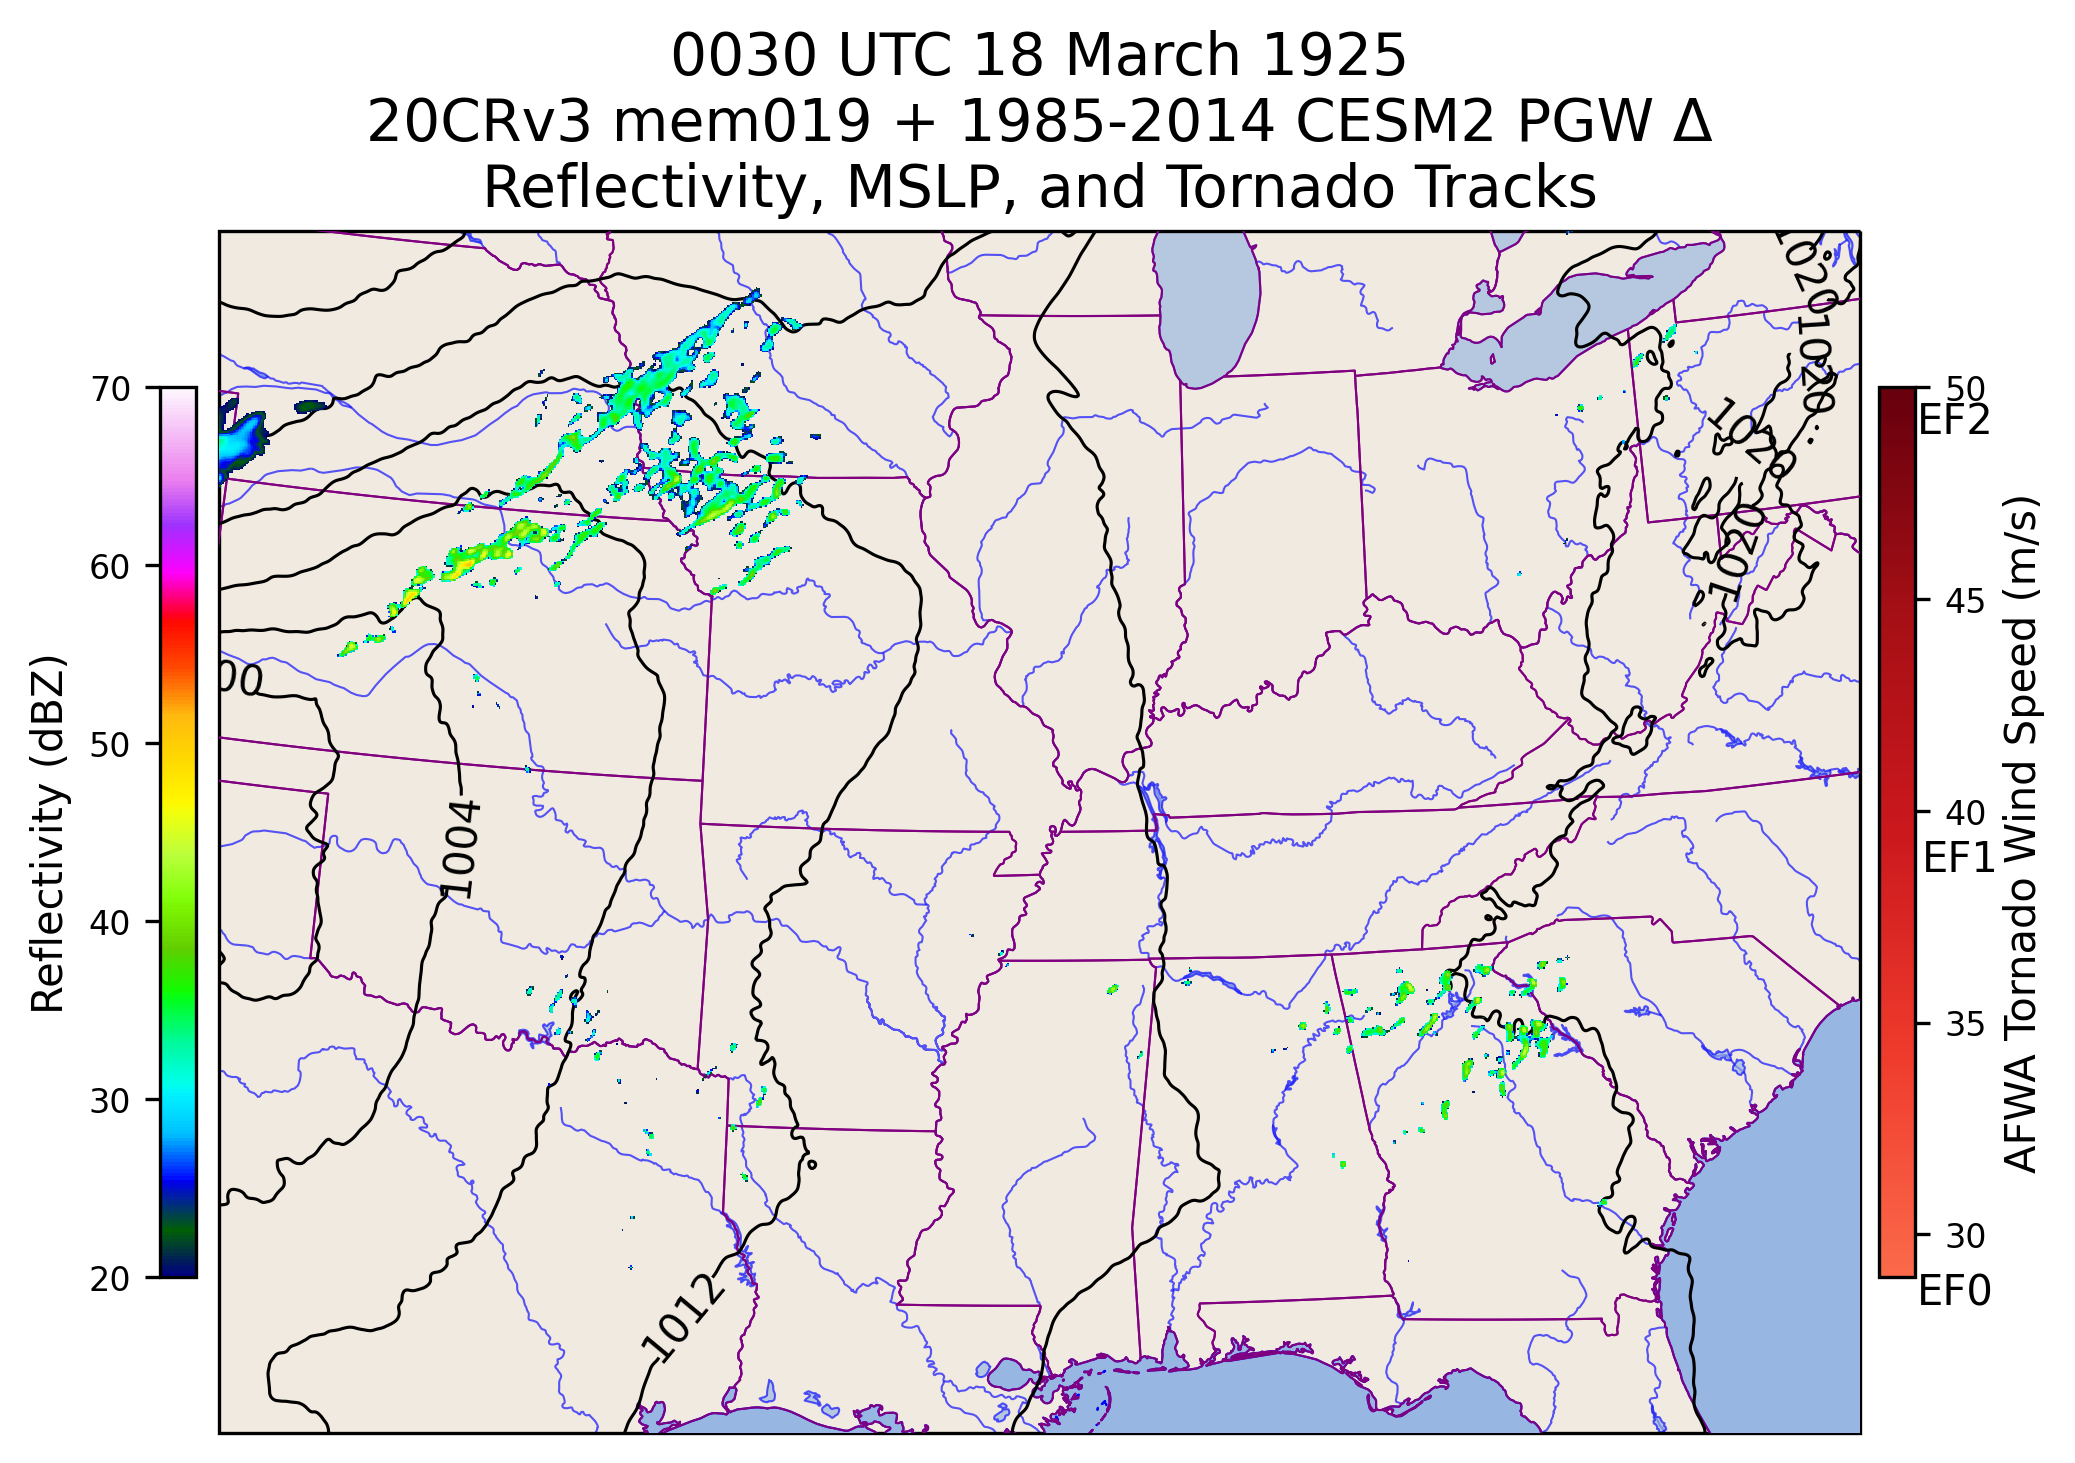 0030 UTC 18 March 1925
20CRv3 mem019 + 1985-2014 CESM2 PGW Δ
Reflectivity, MSLP, and Tornado Tracks
Reflectivity (dBZ)
70
60
50
40
30
20
00
1004
1012
1020
1020
1020
1020
50
EF2
45
40
EF1
35
30
EF0
AFWA Tornado Wind Speed (m/s)